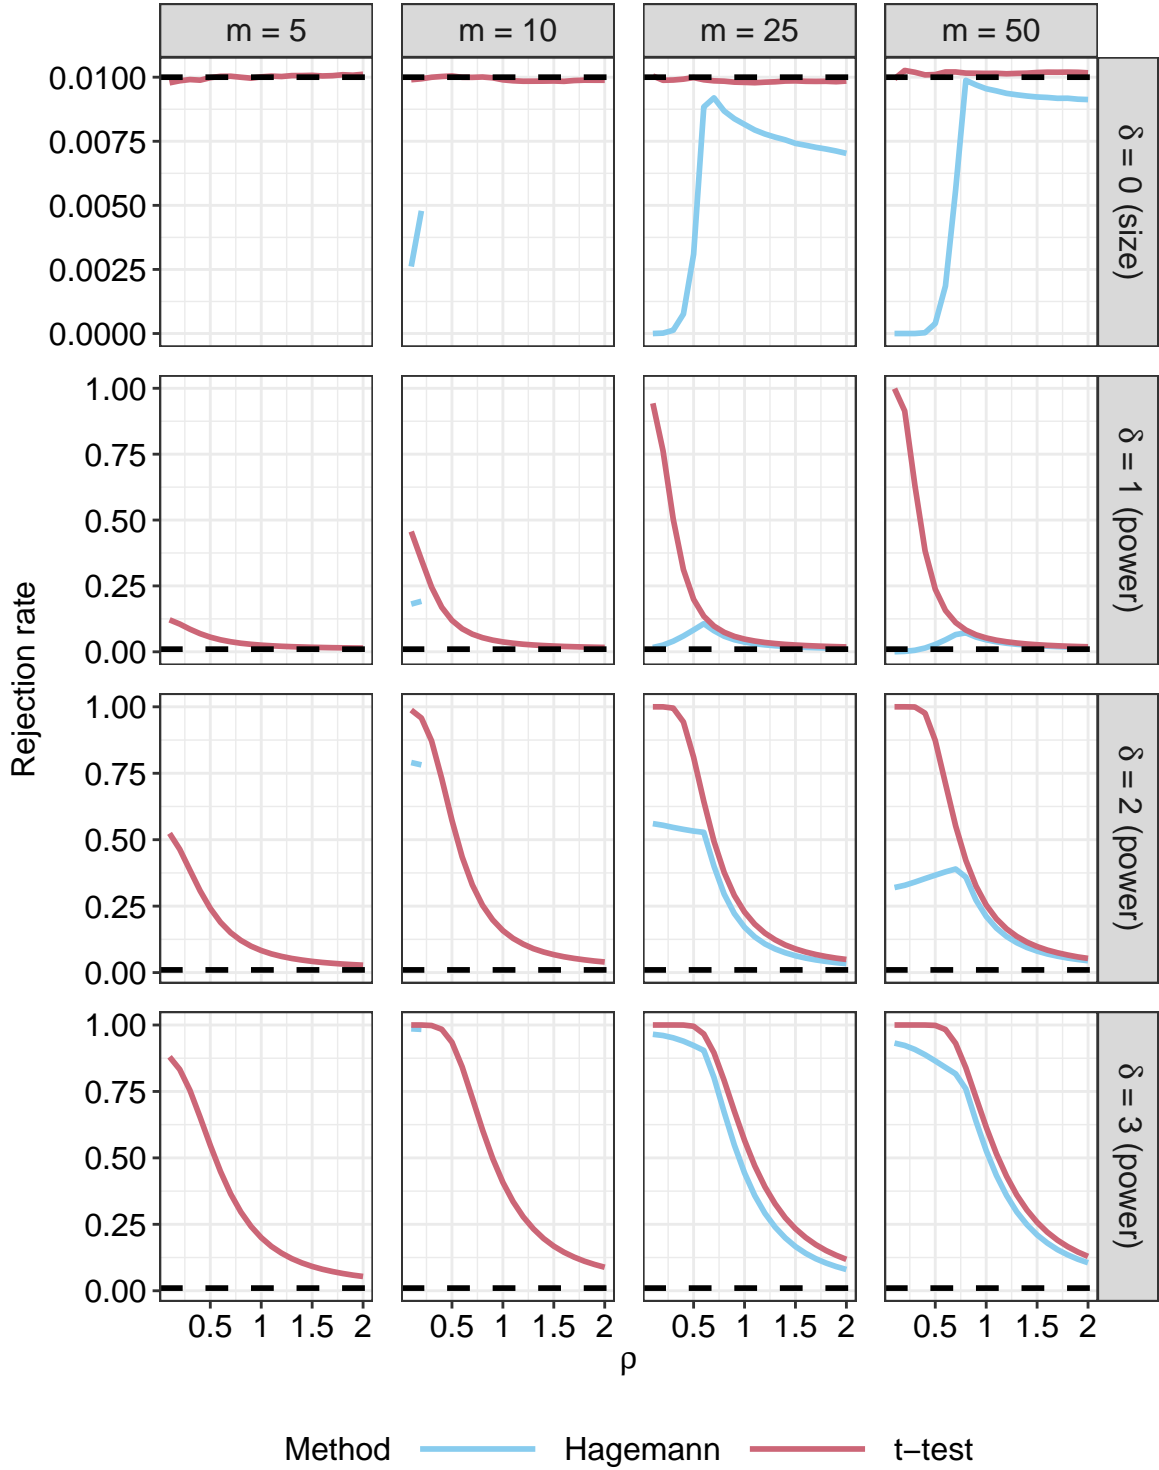 m = 5
m = 10
m = 25
m = 50
0.0100
0.0075
0.0050
0.0025
0.0000
δ = 0 (size)
1.00
0.75
0.50
0.25
0.00
δ = 1 (power)
1.00
0.75
0.50
0.25
0.00
δ = 2 (power)
1.00
0.75
0.50
0.25
0.00
δ = 3 (power)
Rejection rate
0.5 1 1.5 2
0.5 1 1.5 2
0.5 1 1.5 2
0.5 1 1.5 2
ρ
Method Hagemann t−test